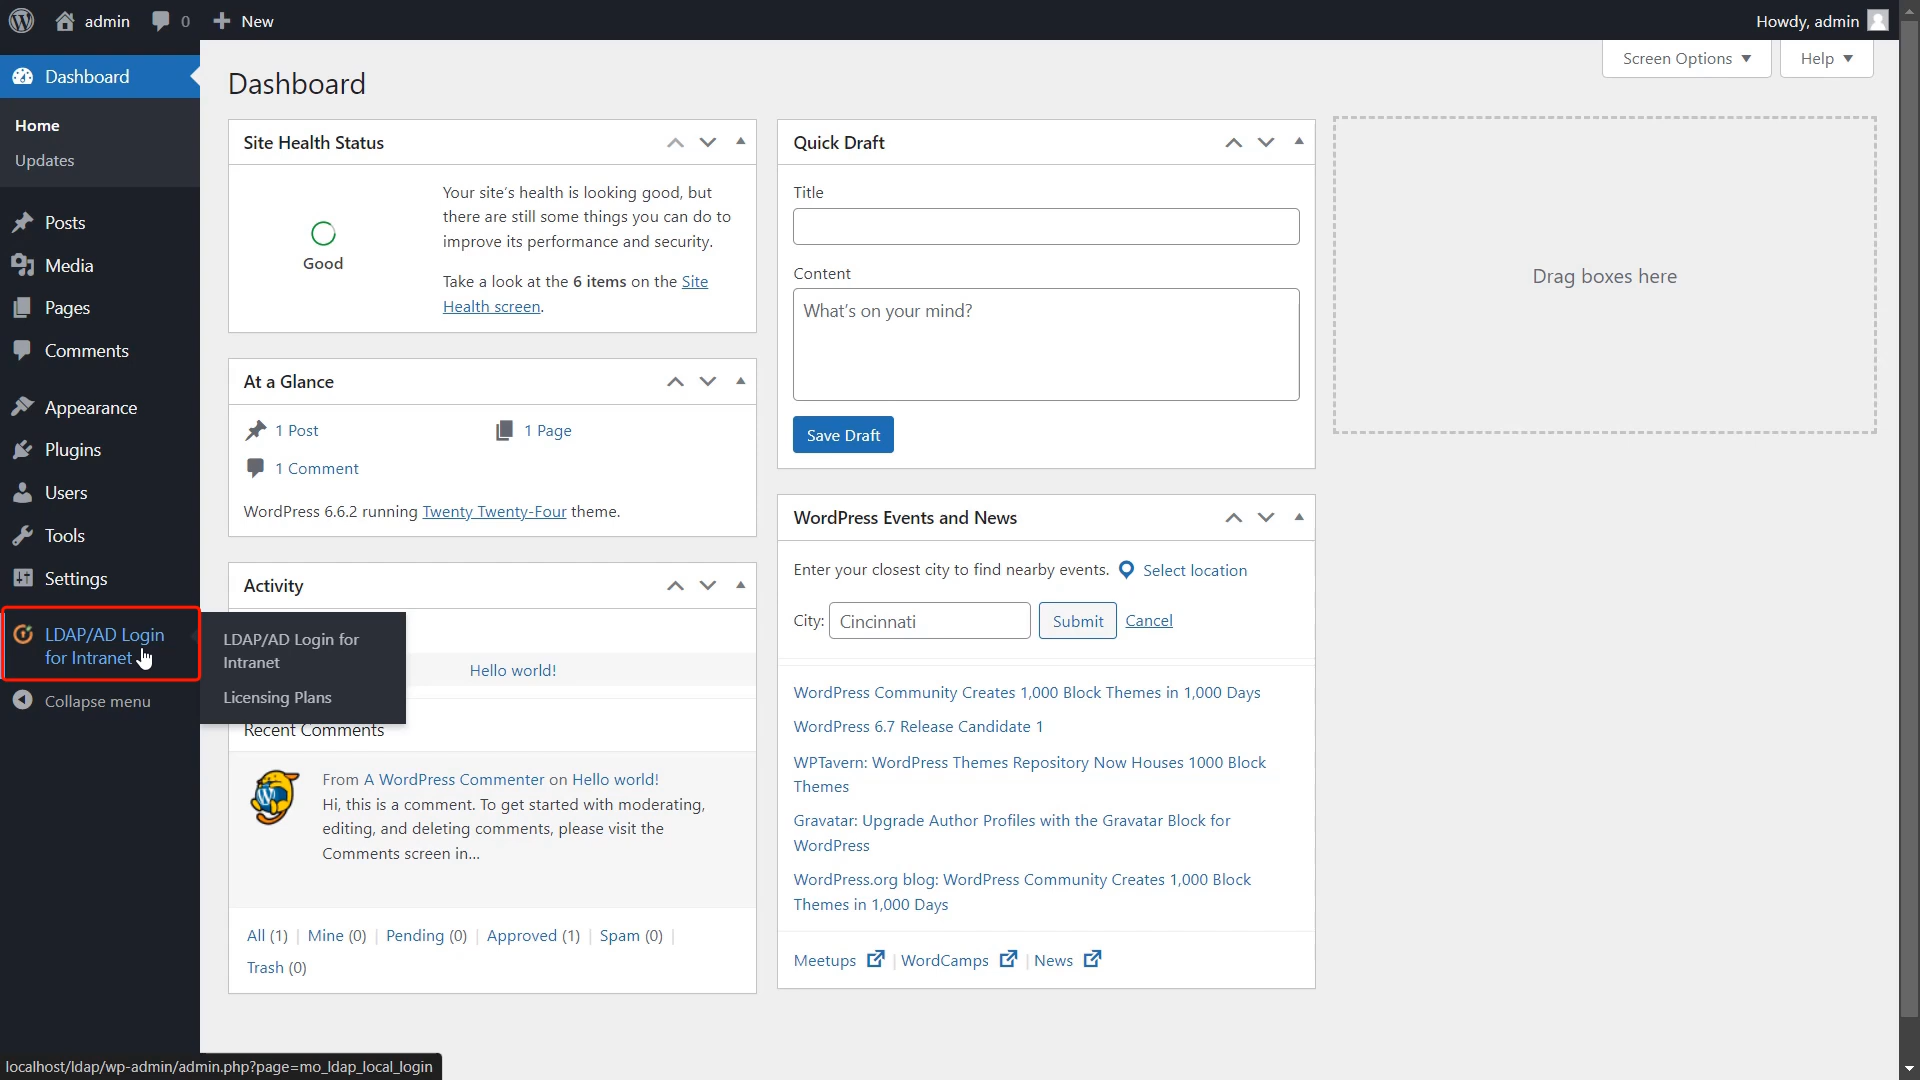 admin
0
New
Howdy, admin
Screen Options
Help
Dashboard
Home
Updates
Posts
Media
Pages
Comments
Appearance
Plugins
Users
Tools
Settings
LDAP/AD Login
for Intranet
Collapse menu
LDAP/AD Login for
Intranet
Licensing Plans
Dashboard
Site Health Status
Good
Your site's health is looking good, but
there are still some things you can do to
improve its performance and security.
Take a look at the 6 items on the Site
Health screen.
At a Glance
1 Post
1 Page
1 Comment
WordPress 6.6.2 running Twenty Twenty-Four theme.
Activity
Hello world!
Recent Comments
From A WordPress Commenter on Hello world!
Hi, this is a comment. To get started with moderating,
editing, and deleting comments, please visit the
Comments screen in...
All (1) | Mine (0) | Pending (0) | Approved (1) | Spam (0) |
Trash (0)
Quick Draft
Title
Content
What's on your mind?
Save Draft
WordPress Events and News
Enter your closest city to find nearby events. Select location
City: Cincinnati Submit Cancel
WordPress Community Creates 1,000 Block Themes in 1,000 Days
WordPress 6.7 Release Candidate 1
WPTavern: WordPress Themes Repository Now Houses 1000 Block
Themes
Gravatar: Upgrade Author Profiles with the Gravatar Block for
WordPress
WordPress.org blog: WordPress Community Creates 1,000 Block
Themes in 1,000 Days
Meetups | WordCamps | News
Drag boxes here
localhost/ldap/wp-admin/admin.php?page=mo_ldap_local_login